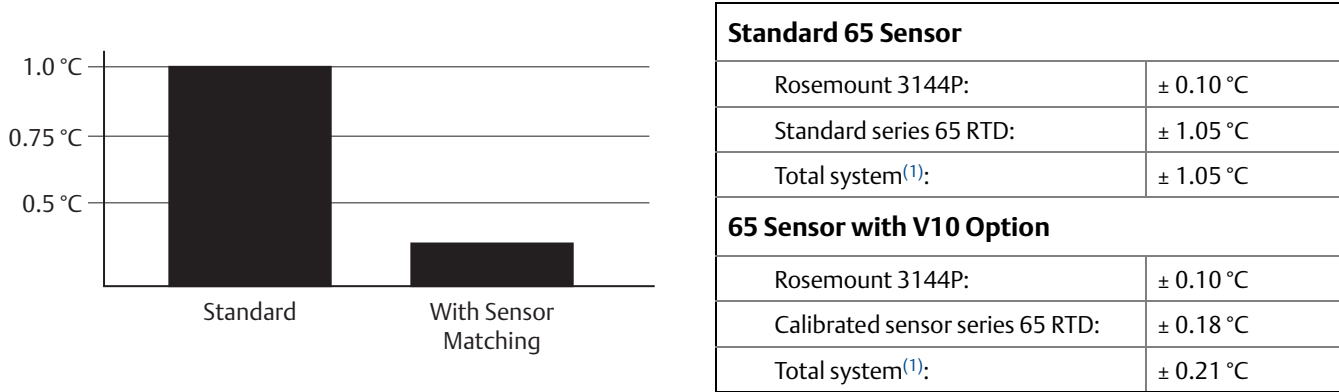 1.0 °C
0.75 °C
0.5 °C
Standard
With Sensor
Matching
Standard 65 Sensor
Rosemount 3144P: ± 0.10 °C
Standard series 65 RTD: ± 1.05 °C
Total system(1): ± 1.05 °C
65 Sensor with V10 Option
Rosemount 3144P: ± 0.10 °C
Calibrated sensor series 65 RTD: ± 0.18 °C
Total system(1): ± 0.21 °C